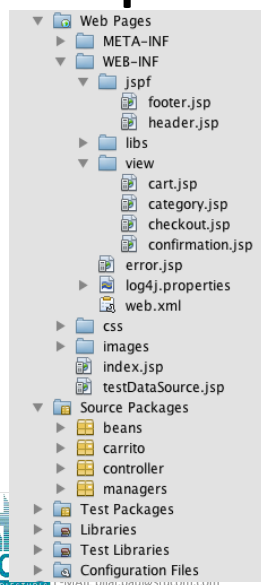 Web Pages
META-INF
WEB-INF
jspf
footer.jsp
header.jsp
libs
view
cart.jsp
category.jsp
checkout.jsp
confirmation.jsp
error.jsp
log4j.properties
web.xml
css
images
index.jsp
testDataSource.jsp
Source Packages
beans
carrito
controller
managers
Test Packages
Libraries
Test Libraries
Configuration Files